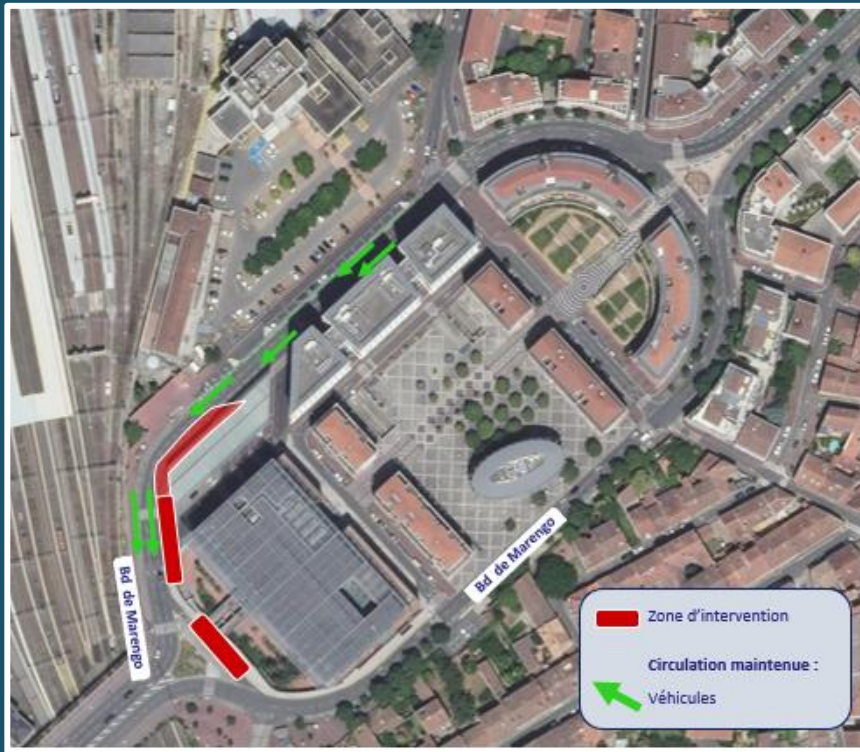 Bd de Marengo
Bd de Marengo
Zone d'intervention
Circulation maintenue :
Véhicules